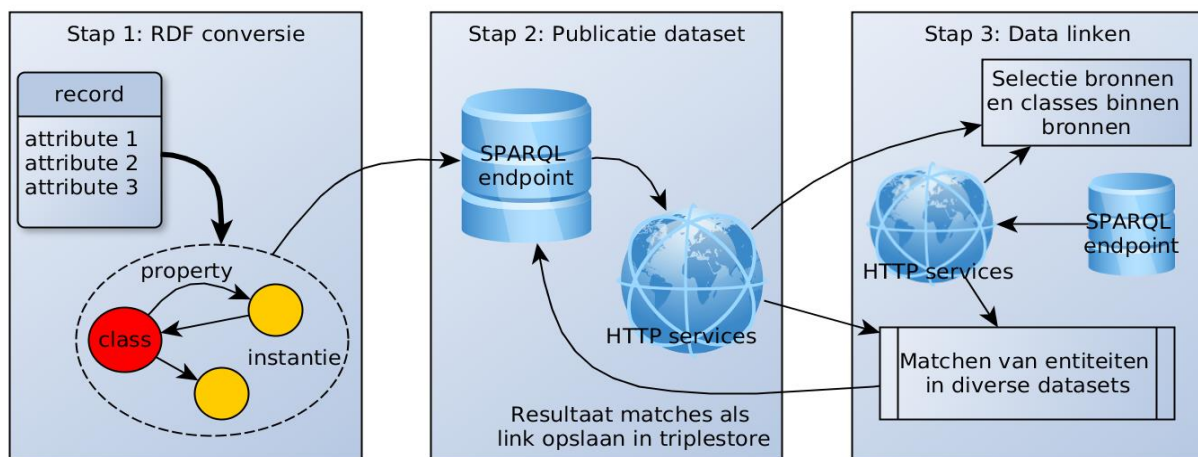 Stap 1: RDF conversie
record
attribute 1
attribute 2
attribute 3
property
class
instantie
Stap 2: Publicatie dataset
SPARQL
endpoint
HTTP services
Resultaat matches als
link opslaan in triplestore
Stap 3: Data linken
Selectie bronnen
en classes binnen
bronnen
SPARQL
endpoint
HTTP services
Matchen van entiteiten
in diverse datasets